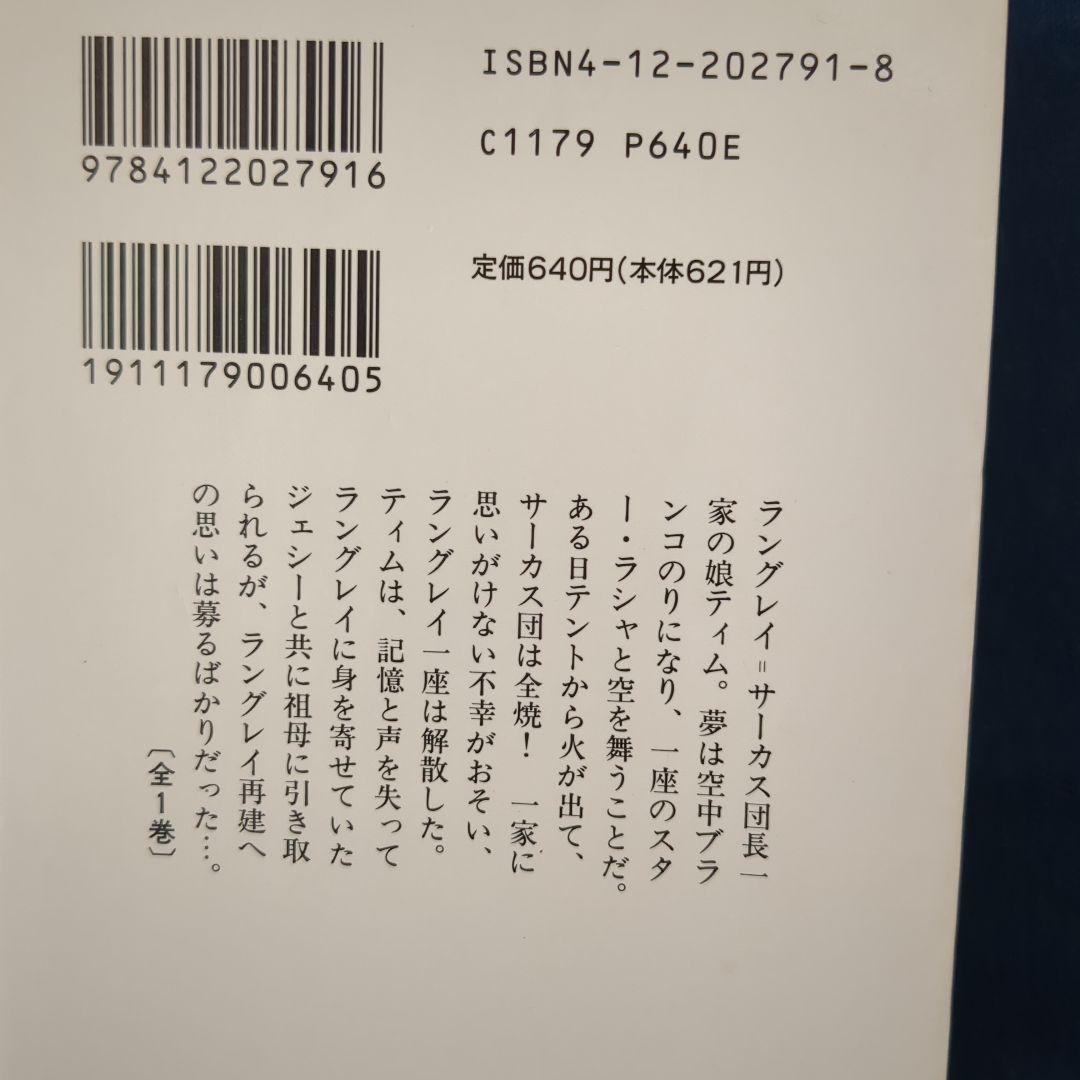 ISBN4-12-202791-8
C1179 P640E
9784122027916
定価640円(本体621円)
1911179006405
ラングレイ=サーカス団長一
家の娘ティム。夢は空中ブラ
ンコのりになり、一座のスタ
ー・ラシャと空を舞うことだ。
ある日テントから火が出て、
サーカス団は全焼! 一家に
思いがけない不幸がおそい、
ラングレイ一座は解散した。
ティムは、記憶と声を失って
ラングレイに身を寄せていた
ジェシーと共に祖母に引き取
られるが、ラングレイ再建へ
の思いは募るばかりだった…。
〔全1巻〕